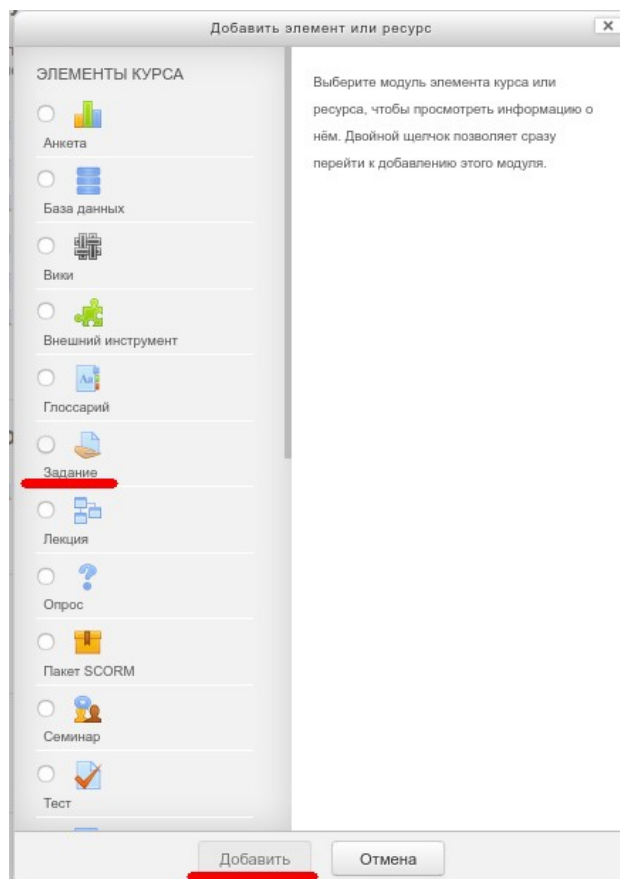 Добавить элемент или ресурс
ЭЛЕМЕНТЫ КУРСА
Анкета
База данных
Вики
Внешний инструмент
Глоссарий
Задание
Лекция
Опрос
Пакет SCORM
Семинар
Тест
Выберите модуль элемента курса или
ресурса, чтобы просмотреть информацию о
нём. Двойной щелчок позволяет сразу
перейти к добавлению этого модуля.
Добавить
Отмена